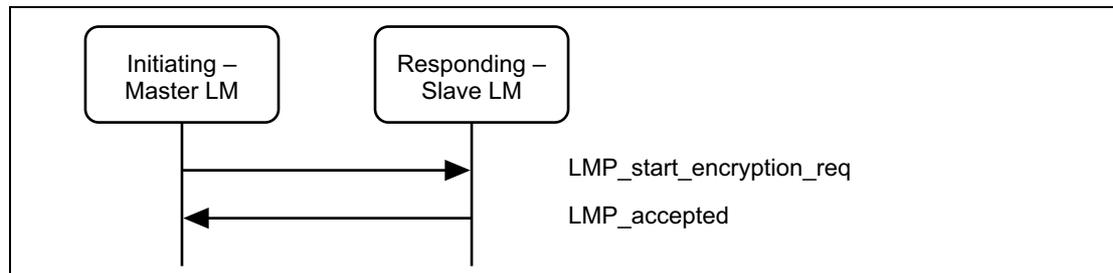 Initiating –
Master LM
Responding –
Slave LM
LMP_start_encryption_req
LMP_accepted